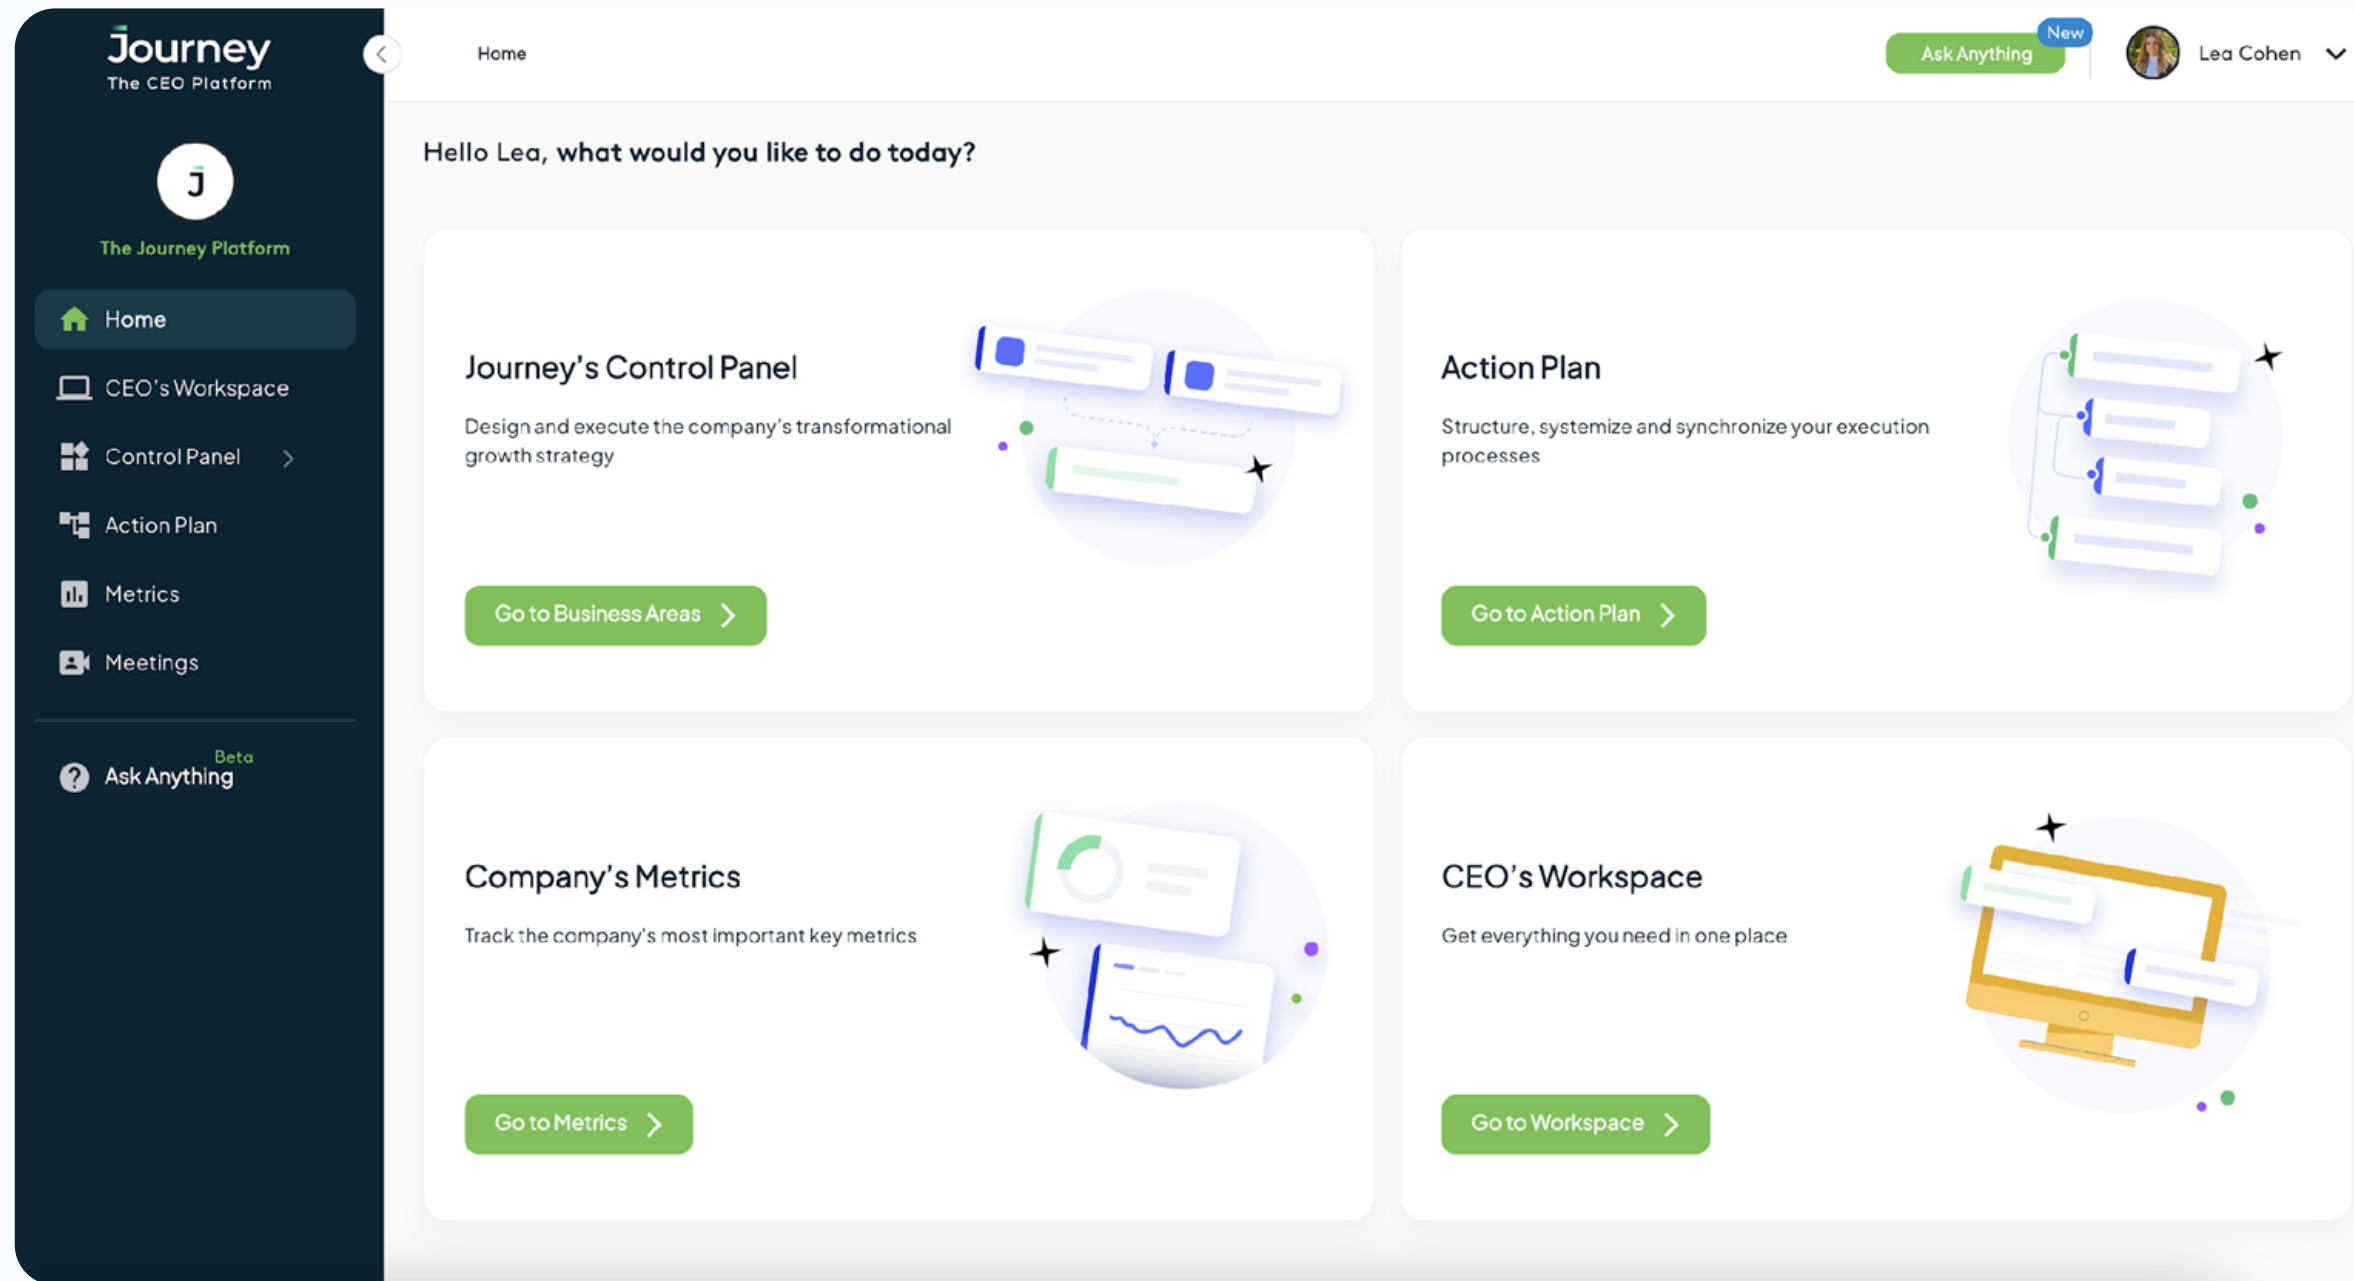 Journey
The CEO Platform
J
The Journey Platform
Home
CEO's Workspace
Control Panel
Action Plan
Metrics
Meetings
Ask Anything Beta
Home
Ask Anything New
Lea Cohen
Hello Lea, what would you like to do today?
Journey's Control Panel
Design and execute the company's transformational
growth strategy
Go to Business Areas
Action Plan
Structure, systemize and synchronize your execution
processes
Go to Action Plan
Company's Metrics
Track the company's most important key metrics
Go to Metrics
CEO's Workspace
Get everything you need in one place
Go to Workspace